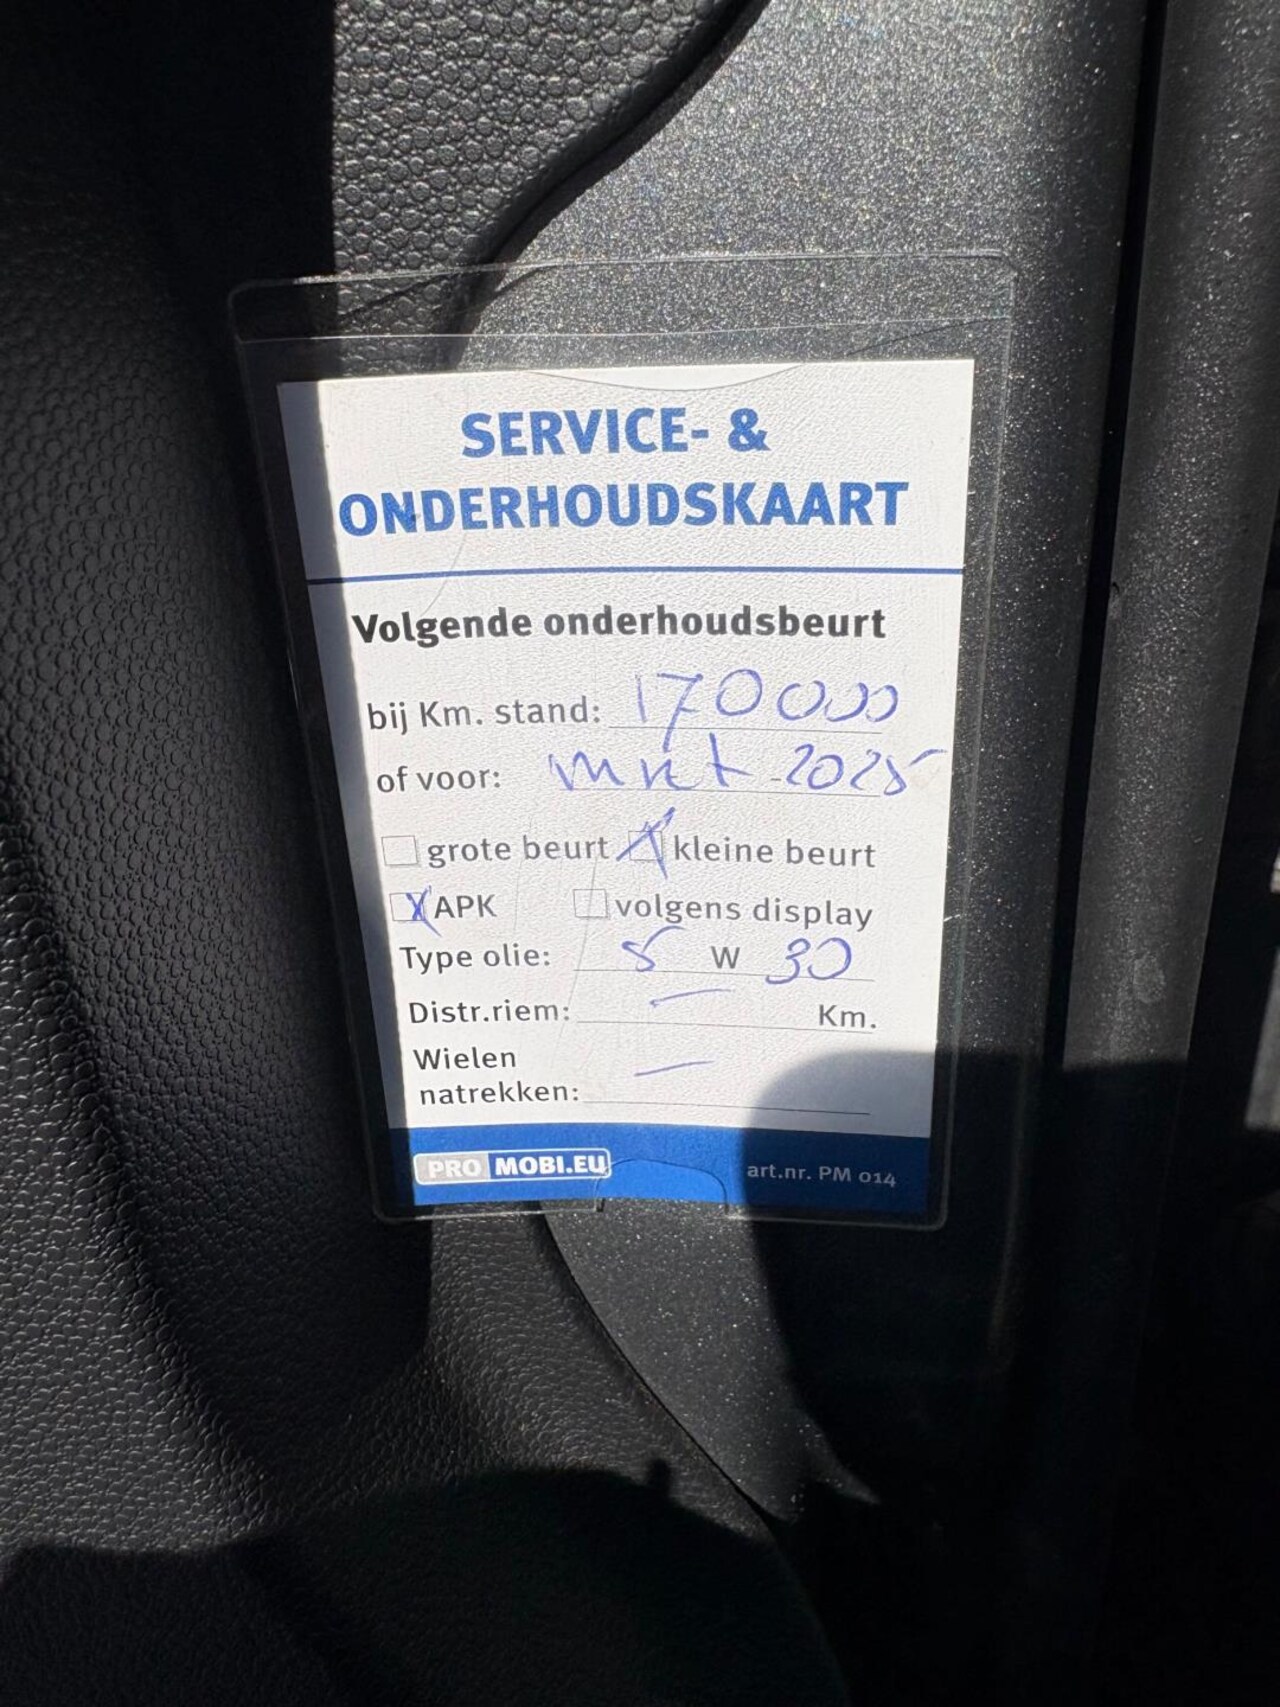 SERVICE- &
ONDERHOUDSKAART
Volgende onderhoudsbeurt
bij Km. stand: 170000
of voor: mrt-2025
grote beurt X kleine beurt
X APK volgens display
Type olie: 5 W 30
Distr.riem: — Km.
Wielen
natrekken: —
PRO MOBI.EU art.nr. PM 014